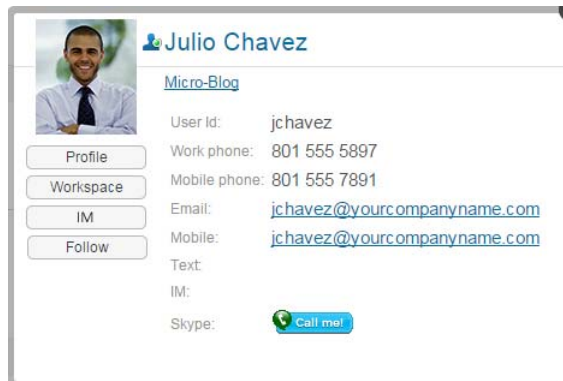 Julio Chavez
Micro-Blog
User Id: jchavez
Work phone: 801 555 5897
Mobile phone: 801 555 7891
Email: jchavez@yourcompanyname.com
Mobile: jchavez@yourcompanyname.com
Text:
IM:
Skype: Call me!
Profile
Workspace
IM
Follow